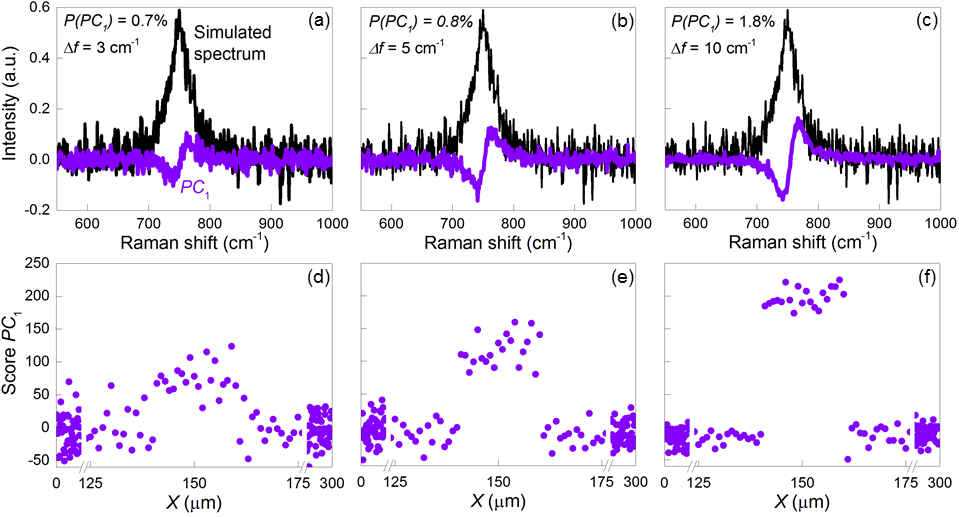 P(PC1) = 0.7%
(a)
Δf = 3 cm-1
Simulated
spectrum
PC1
P(PC1) = 0.8%
(b)
Δf = 5 cm-1
P(PC1) = 1.8%
(c)
Δf = 10 cm-1
Intensity (a.u.)
0.6
0.4
0.2
0.0
-0.2
600 700 800 900 1000
600 700 800 900 1000
600 700 800 900 1000
Raman shift (cm-1)
Raman shift (cm-1)
Raman shift (cm-1)
(d)
(e)
(f)
Score PC1
250
200
150
100
50
0
-50
0 125 150 175 300
0 125 150 175 300
0 125 150 175 300
X (μm)
X (μm)
X (μm)